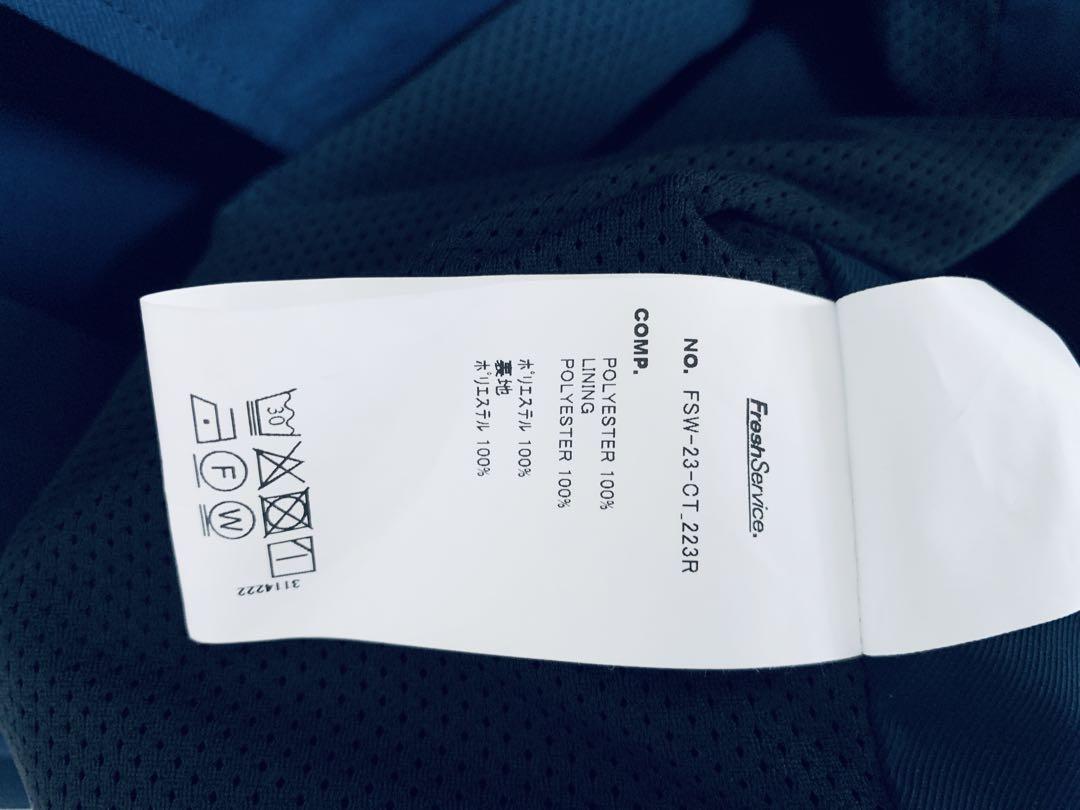 FreshService.
NO. FSW-23-CT_223R
COMP.
POLYESTER 100%
LINING
POLYESTER 100%
ポリエステル 100%
裏地
ポリエステル 100%
30
F W
3114222